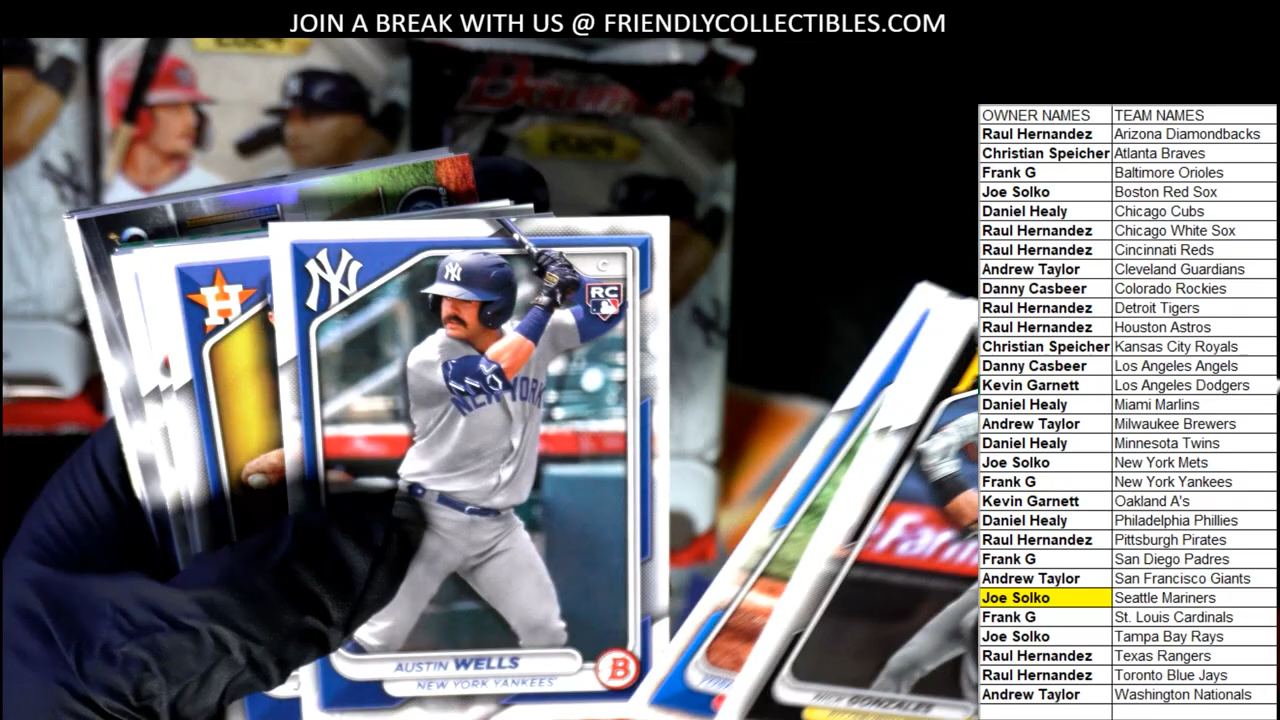 JOIN A BREAK WITH US @ FRIENDLYCOLLECTIBLES.COM
2024
Bowman
2024
NY
H
C
RC
NEW YORK
AUSTIN WELLS
NEW YORK YANKEES
B
NICK GONZALES
OWNER NAMES TEAM NAMES
Raul Hernandez Arizona Diamondbacks
Christian Speicher Atlanta Braves
Frank G Baltimore Orioles
Joe Solko Boston Red Sox
Daniel Healy Chicago Cubs
Raul Hernandez Chicago White Sox
Raul Hernandez Cincinnati Reds
Andrew Taylor Cleveland Guardians
Danny Casbeer Colorado Rockies
Raul Hernandez Detroit Tigers
Raul Hernandez Houston Astros
Christian Speicher Kansas City Royals
Danny Casbeer Los Angeles Angels
Kevin Garnett Los Angeles Dodgers
Daniel Healy Miami Marlins
Andrew Taylor Milwaukee Brewers
Daniel Healy Minnesota Twins
Joe Solko New York Mets
Frank G New York Yankees
Kevin Garnett Oakland A's
Daniel Healy Philadelphia Phillies
Raul Hernandez Pittsburgh Pirates
Frank G San Diego Padres
Andrew Taylor San Francisco Giants
Joe Solko Seattle Mariners
Frank G St. Louis Cardinals
Joe Solko Tampa Bay Rays
Raul Hernandez Texas Rangers
Raul Hernandez Toronto Blue Jays
Andrew Taylor Washington Nationals